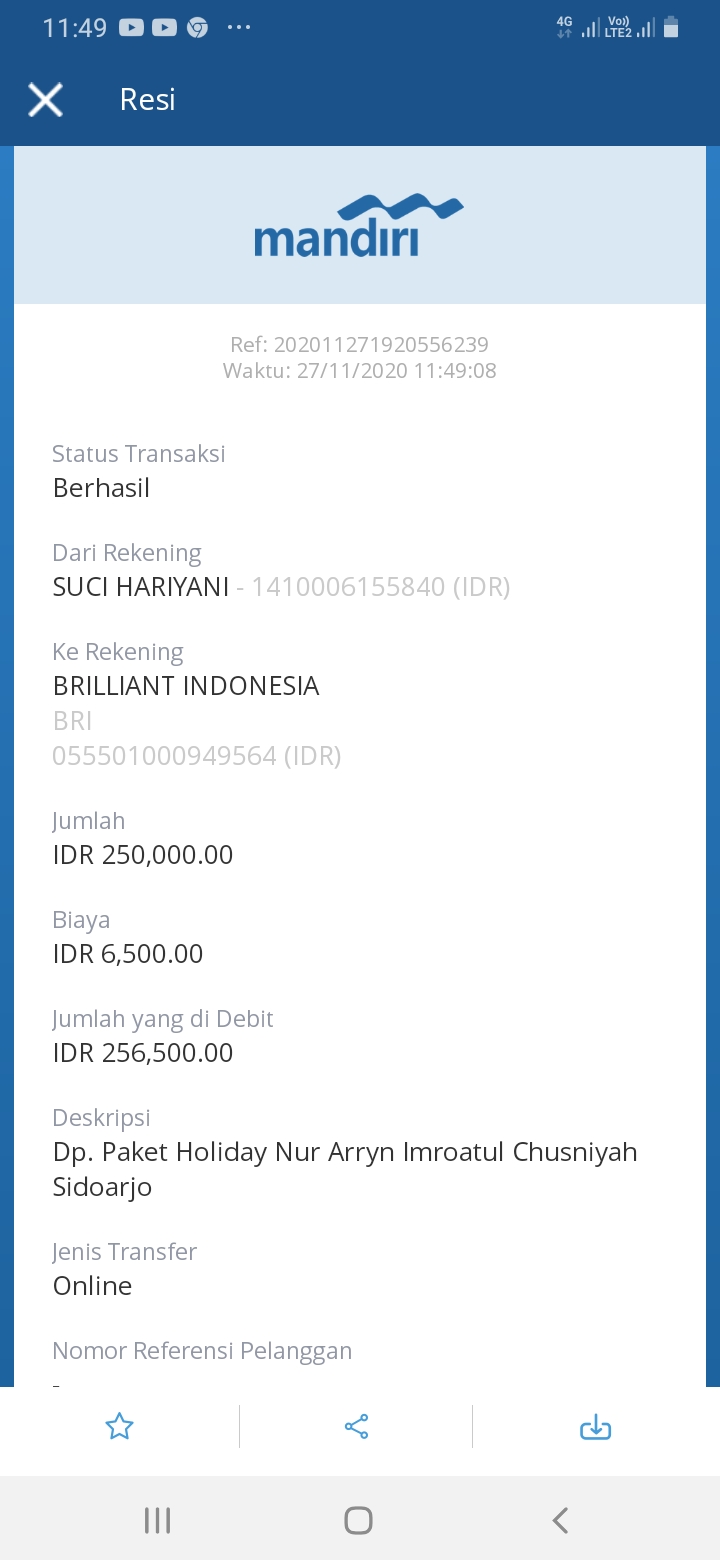 11:49
4G Vo)) LTE2
Resi
mandiri
Ref: 202011271920556239
Waktu: 27/11/2020 11:49:08
Status Transaksi
Berhasil
Dari Rekening
SUCI HARIYANI - 1410006155840 (IDR)
Ke Rekening
BRILLIANT INDONESIA
BRI
055501000949564 (IDR)
Jumlah
IDR 250,000.00
Biaya
IDR 6,500.00
Jumlah yang di Debit
IDR 256,500.00
Deskripsi
Dp. Paket Holiday Nur Arryn Imroatul Chusniyah
Sidoarjo
Jenis Transfer
Online
Nomor Referensi Pelanggan
-